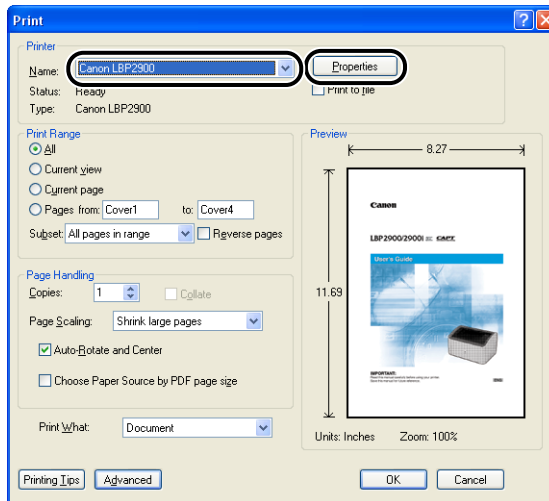 Print
Printer
Name: Canon LBP2900 Properties
Status: Ready Print to file
Type: Canon LBP2900
Print Range
All
Current view
Current page
Pages from: Cover1 to: Cover4
Subset: All pages in range Reverse pages
Page Handling
Copies: 1 Collate
Page Scaling: Shrink large pages
Auto-Rotate and Center
Choose Paper Source by PDF page size
Print What: Document
Preview
8.27
11.69
Canon
LBP2900/2900i CAPT
User's Guide
IMPORTANT:
Units: Inches Zoom: 100%
Printing Tips Advanced OK Cancel